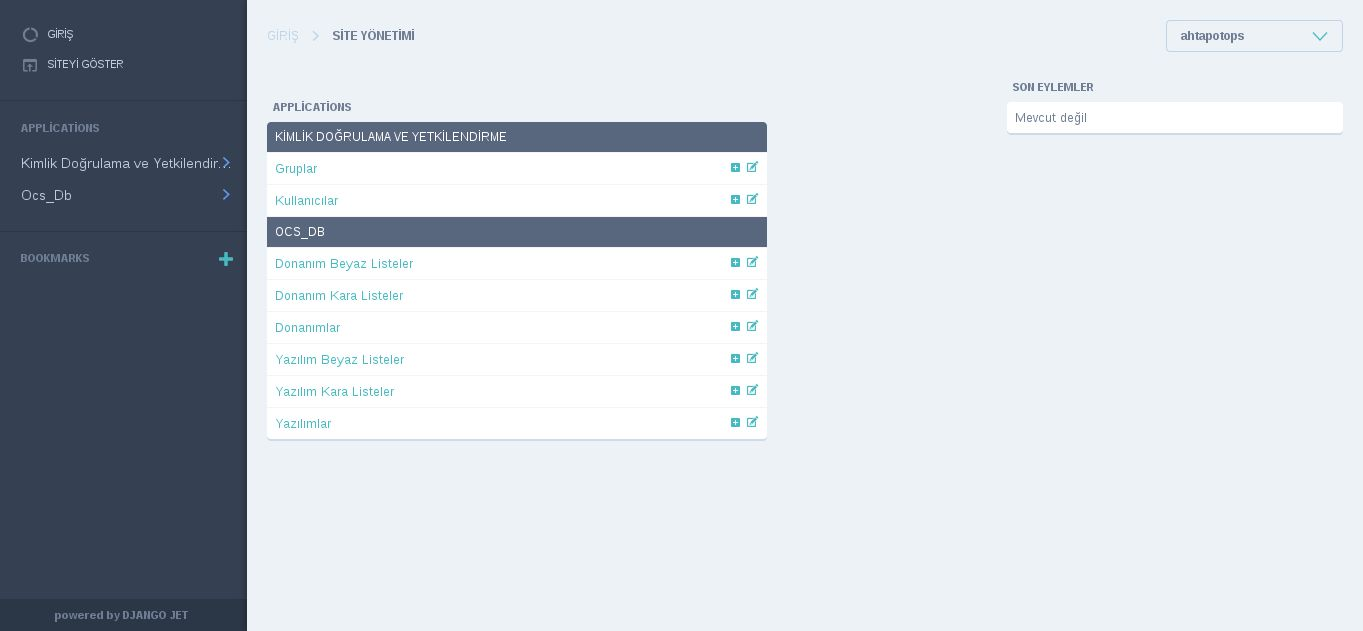 GİRİŞ
SİTEYİ GÖSTER
APPLİCATİONS
Kimlik Doğrulama ve Yetkilendir...
Ocs_Db
BOOKMARKS
powered by DJANGO JET
GİRİŞ
SİTE YÖNETİMİ
ahtapotops
APPLİCATİONS
KİMLİK DOĞRULAMA VE YETKİLENDİRME
Gruplar
Kullanıcılar
OCS_DB
Donanım Beyaz Listeler
Donanım Kara Listeler
Donanımlar
Yazılım Beyaz Listeler
Yazılım Kara Listeler
Yazılımlar
SON EYLEMLER
Mevcut değil